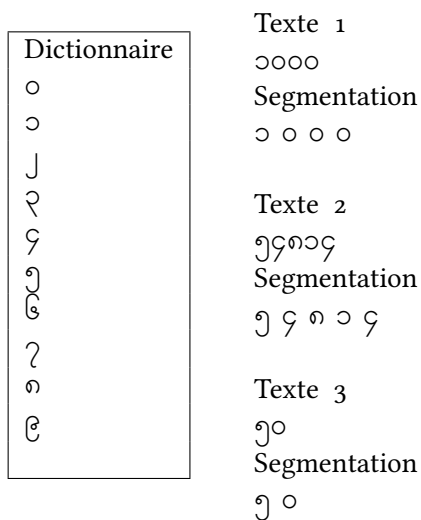 Dictionnaire
၀
၁
၂
၃
၄
၅
၆
၇
၈
၉
Texte 1
၁၀၀၀
Segmentation
၁ ၀ ၀ ၀
Texte 2
၅၄၈၁၄
Segmentation
၅ ၄ ၈ ၁ ၄
Texte 3
၅၀
Segmentation
၅ ၀